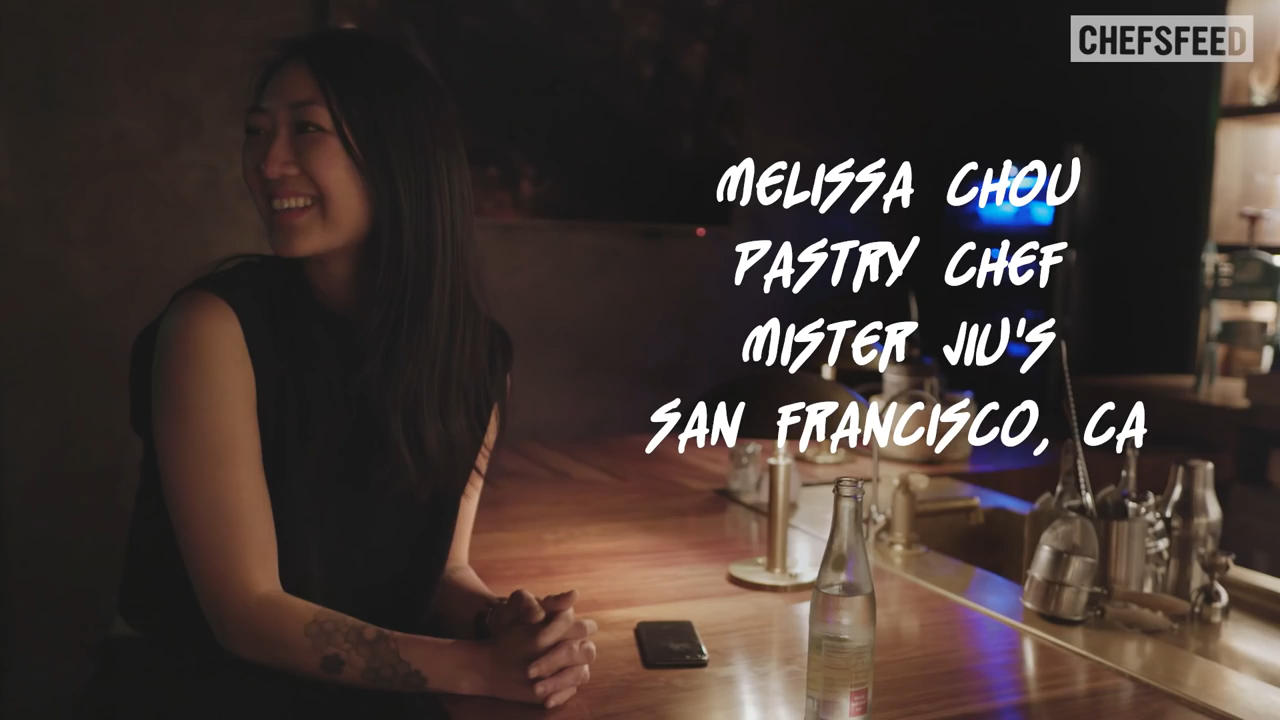 CHEFSFEED
MELISSA CHOU
PASTRY CHEF
MISTER JIU'S
SAN FRANCISCO, CA